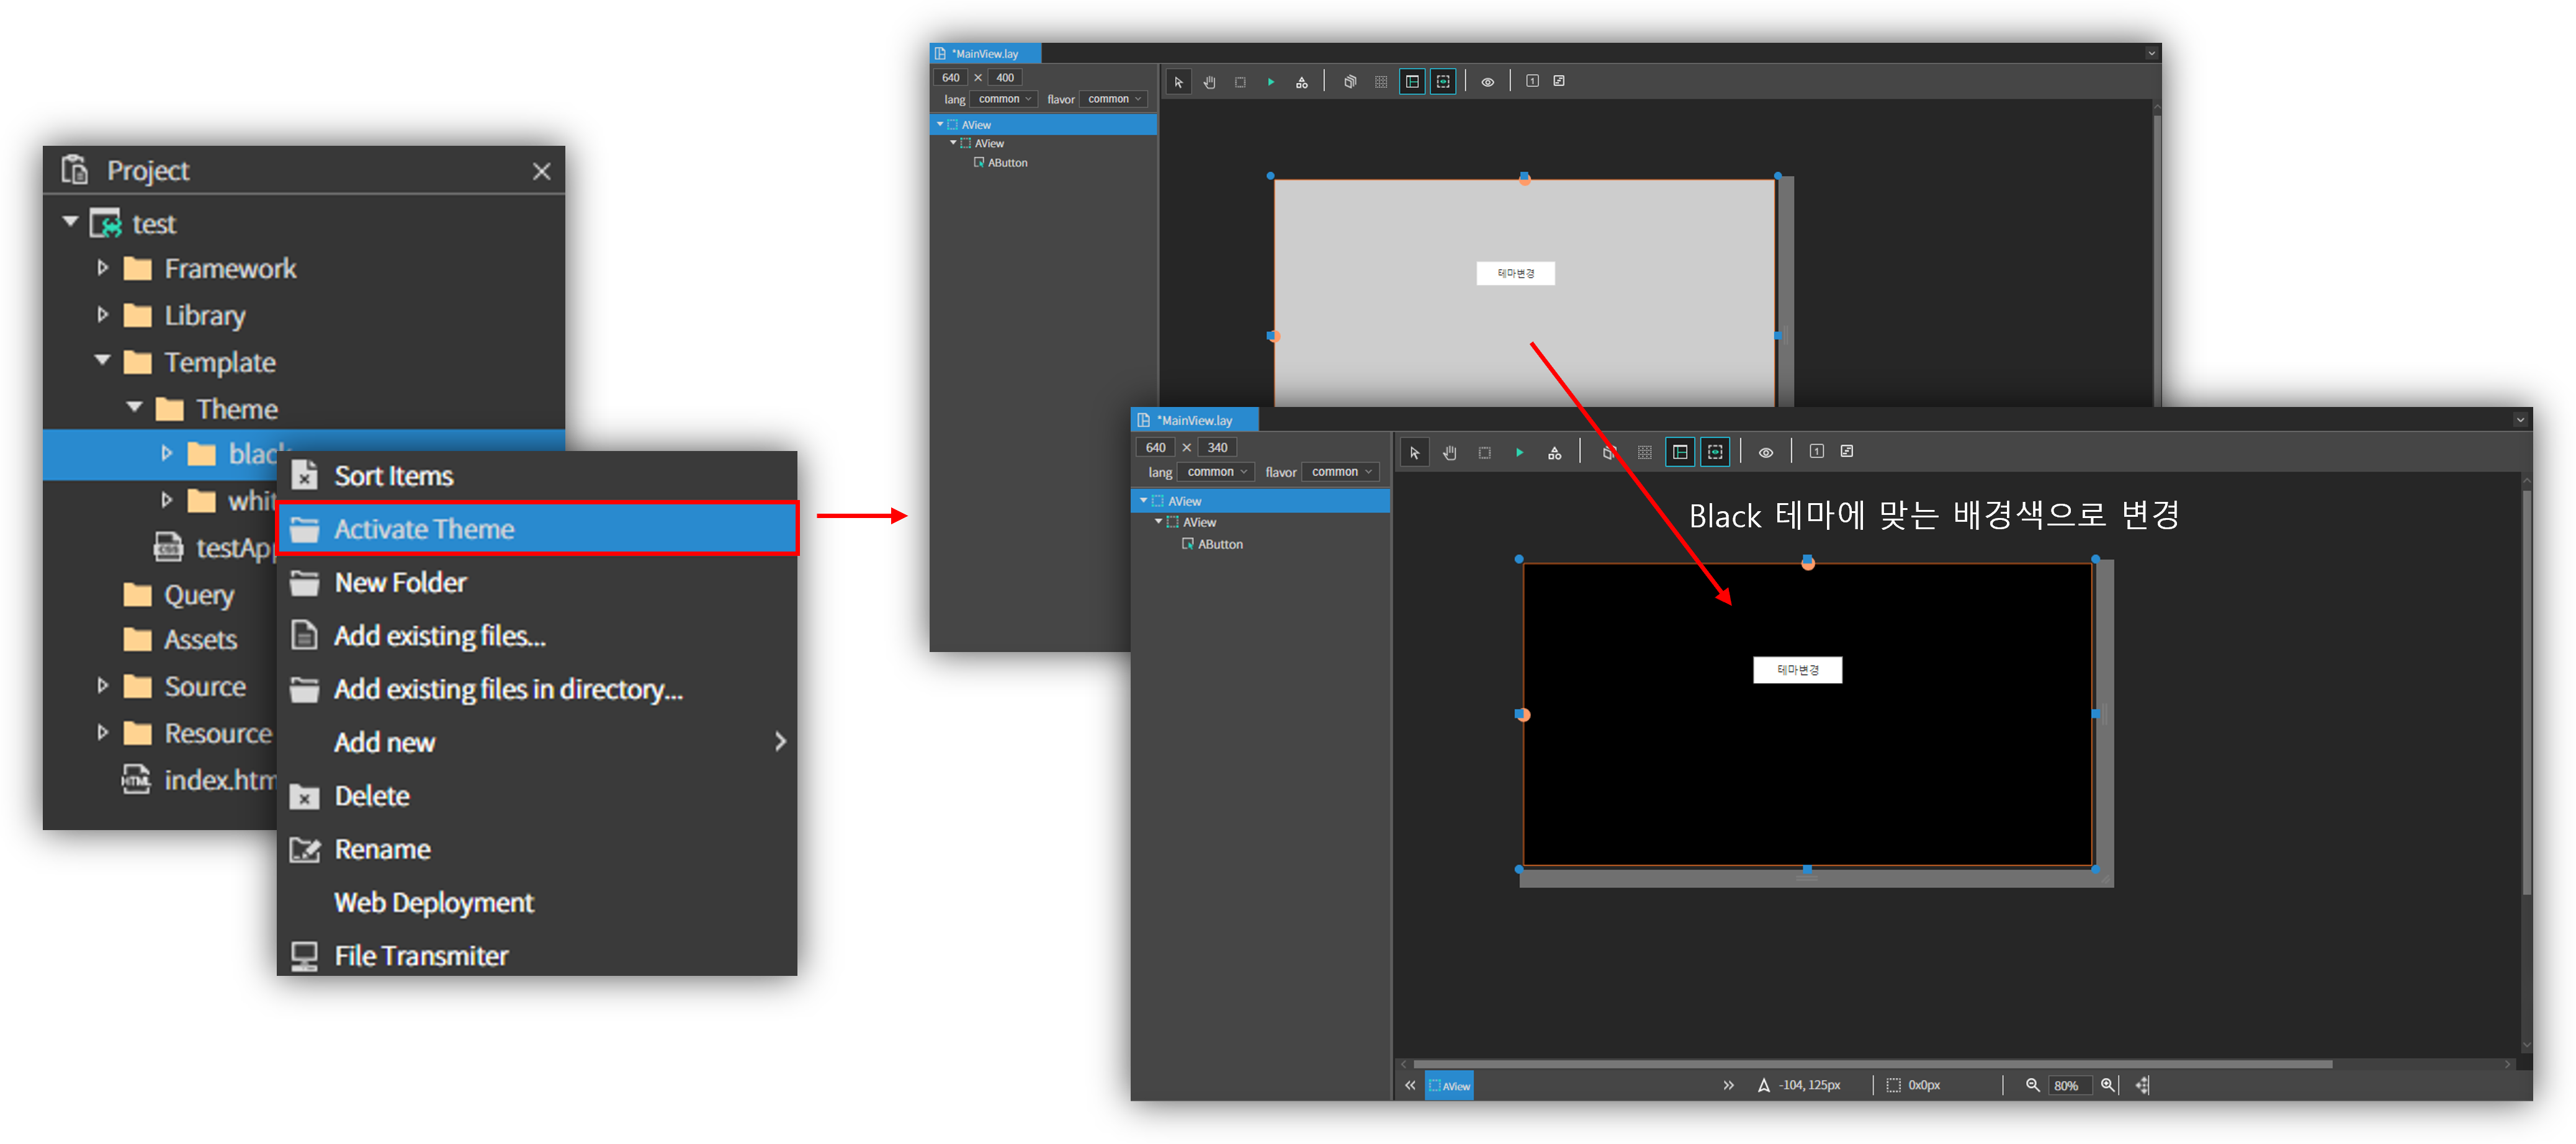 Project
test
Framework
Library
Template
Theme
black
whit
testApp
Query
Assets
Source
Resource
index.htm
Sort Items
Activate Theme
New Folder
Add existing files...
Add existing files in directory...
Add new
Delete
Rename
Web Deployment
File Transmiter
*MainView.lay
640 × 400
lang common flavor common
AView
AView
AButton
테마변경
*MainView.lay
640 × 340
lang common flavor common
AView
AView
AButton
Black 테마에 맞는 배경색으로 변경
테마변경
AView
-104, 125px
0x0px
80%